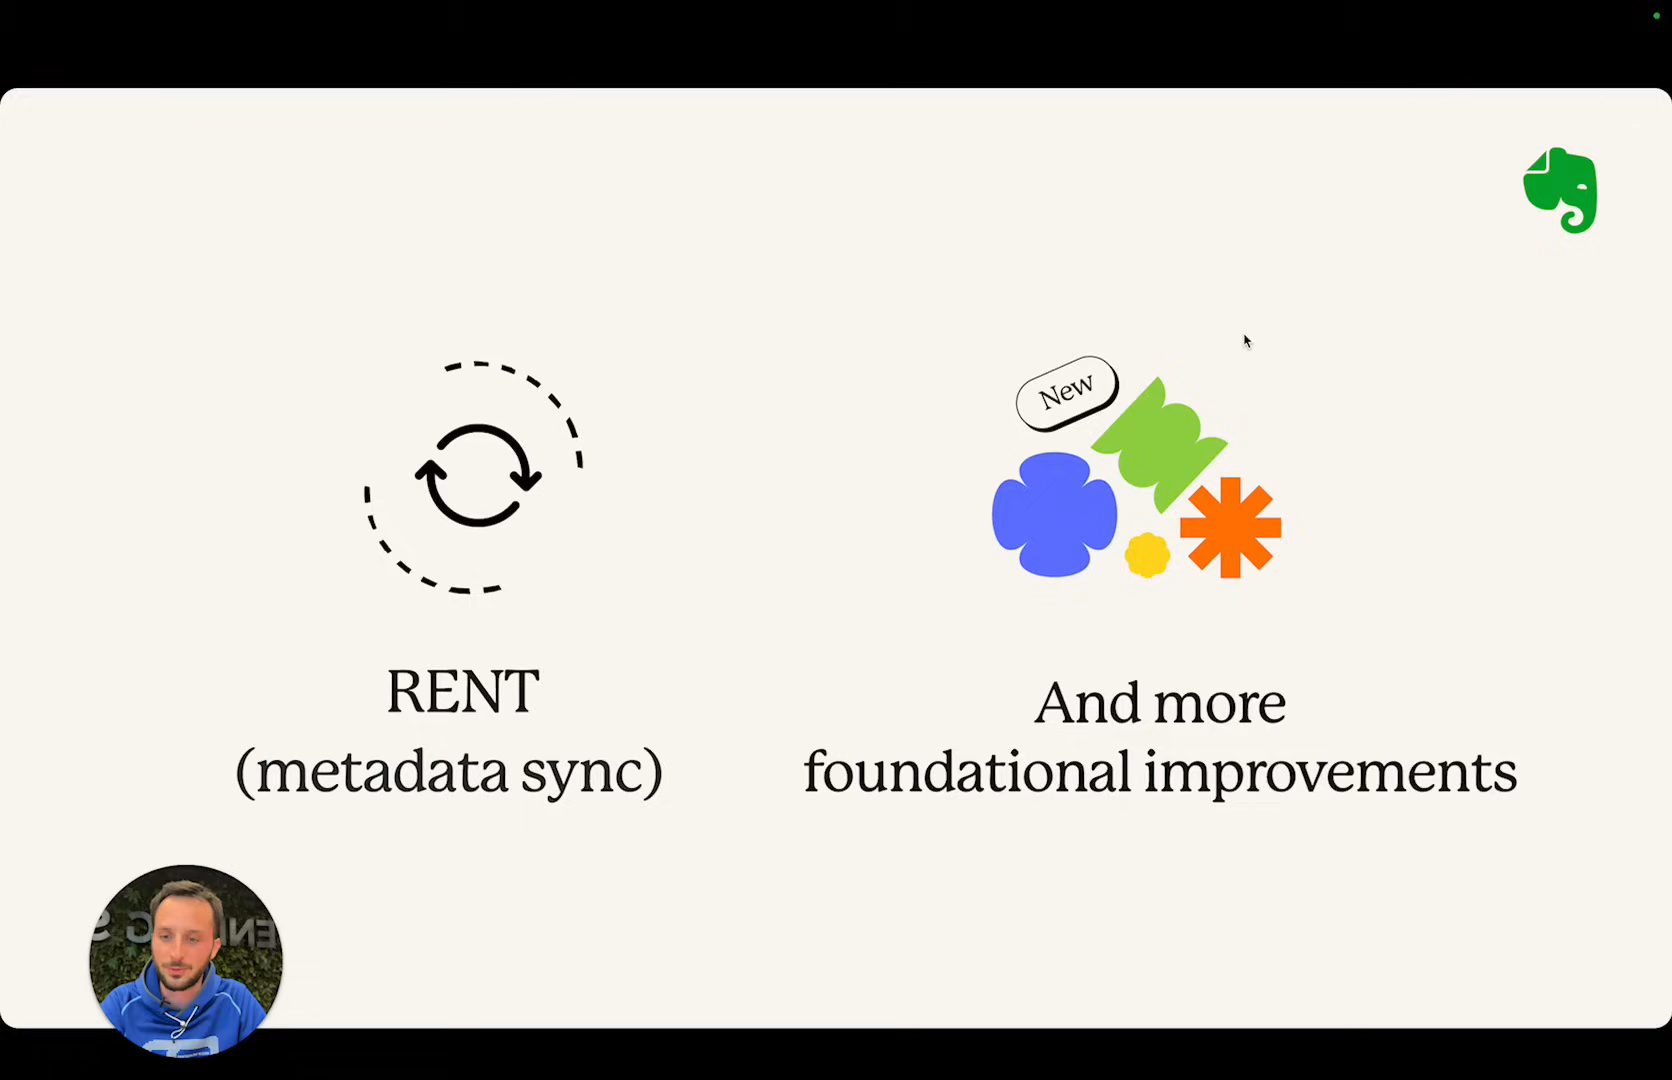 New
RENT
(metadata sync)
And more
foundational improvements